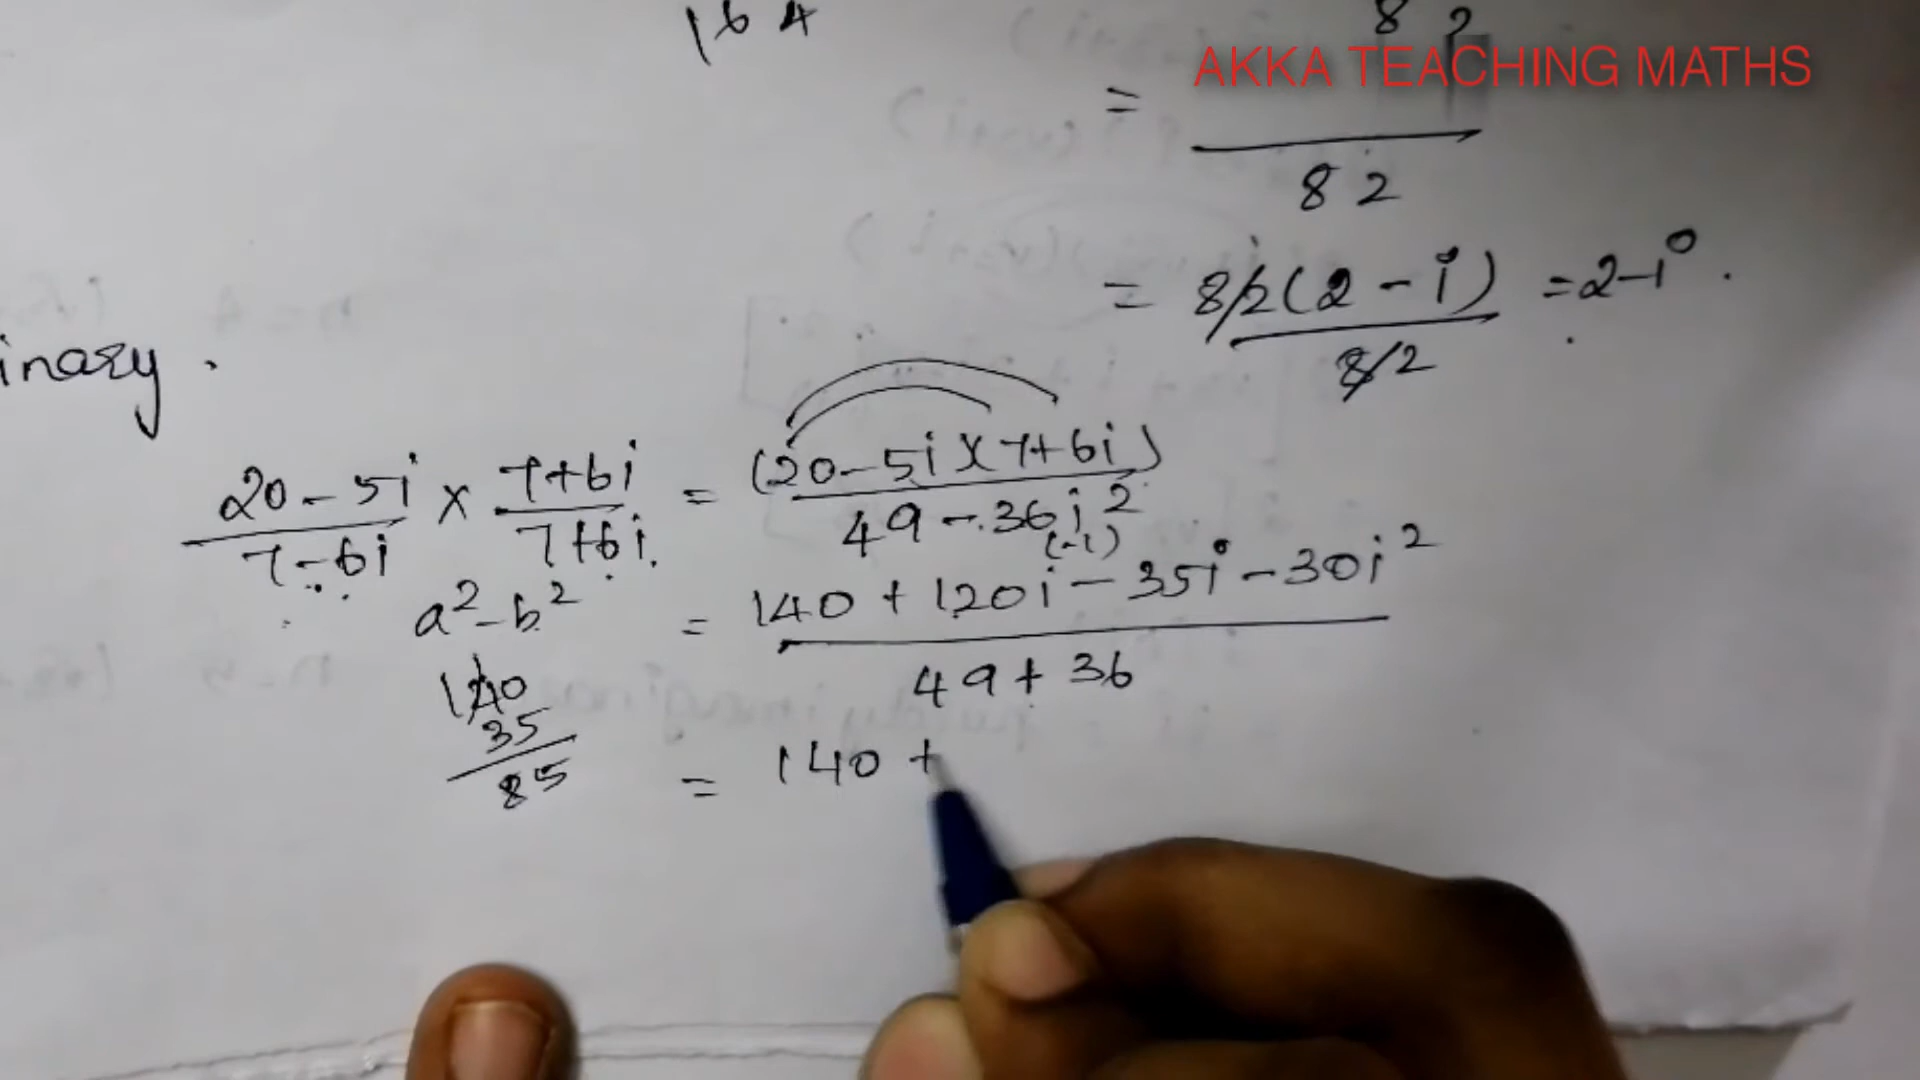 164
82
AKKA TEACHING MATHS
=
82
= 82(2-i) = 2-i.
82
inary.
20-5i × 7+6i = (20-5i × 7+6i)
7-6i 7+6i. 49-36i²
(-1)
a²-b² = 140 + 120i - 35i - 30i²
49+36
140
35
85
= 140 +